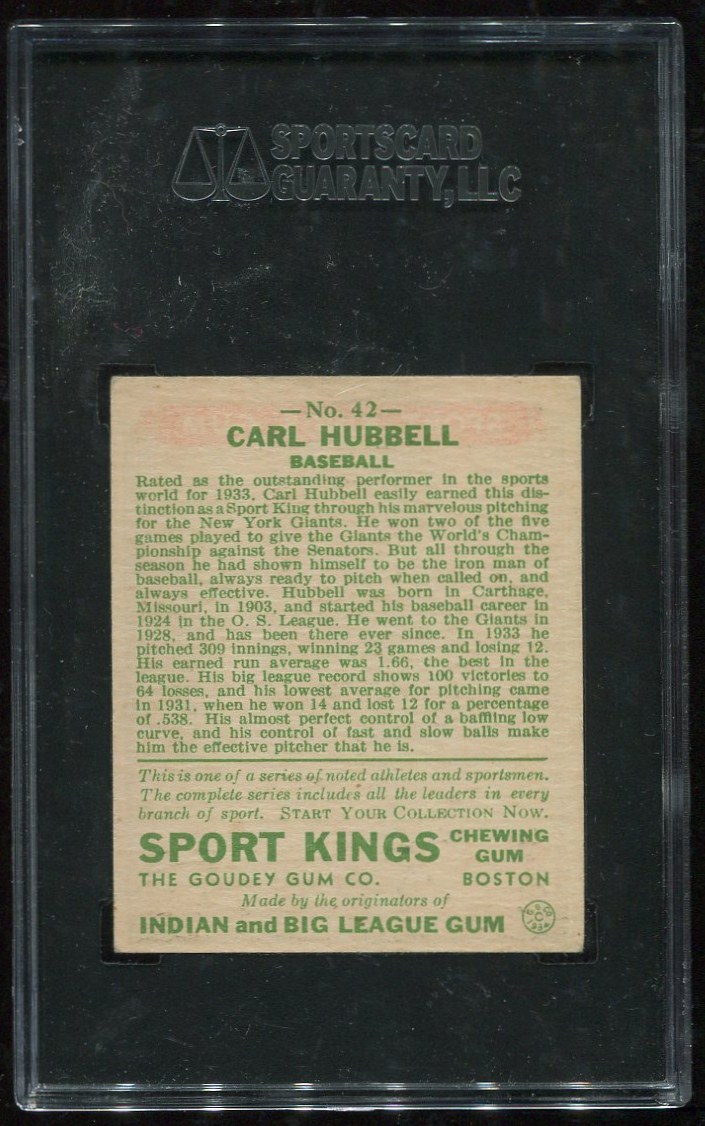 SPORTSCARD
GUARANTY, LLC
—No. 42—
CARL HUBBELL
BASEBALL
Rated as the outstanding performer in the sports
world for 1933, Carl Hubbell easily earned this dis-
tinction as a Sport King through his marvelous pitching
for the New York Giants. He won two of the five
games played to give the Giants the World's Cham-
pionship against the Senators. But all through the
season he had shown himself to be the iron man of
baseball, always ready to pitch when called on, and
always effective. Hubbell was born in Carthage,
Missouri, in 1903, and started his baseball career in
1924 in the O. S. League. He went to the Giants in
1928, and has been there ever since. In 1933 he
pitched 309 innings, winning 23 games and losing 12.
His earned run average was 1.66, the best in the
league. His big league record shows 100 victories to
64 losses, and his lowest average for pitching came
in 1931, when he won 14 and lost 12 for a percentage
of .538. His almost perfect control of a baffling low
curve, and his control of fast and slow balls make
him the effective pitcher that he is.
This is one of a series of noted athletes and sportsmen.
The complete series includes all the leaders in every
branch of sport. START YOUR COLLECTION NOW.
SPORT KINGS CHEWING GUM
THE GOUDEY GUM CO. BOSTON
Made by the originators of
INDIAN and BIG LEAGUE GUM